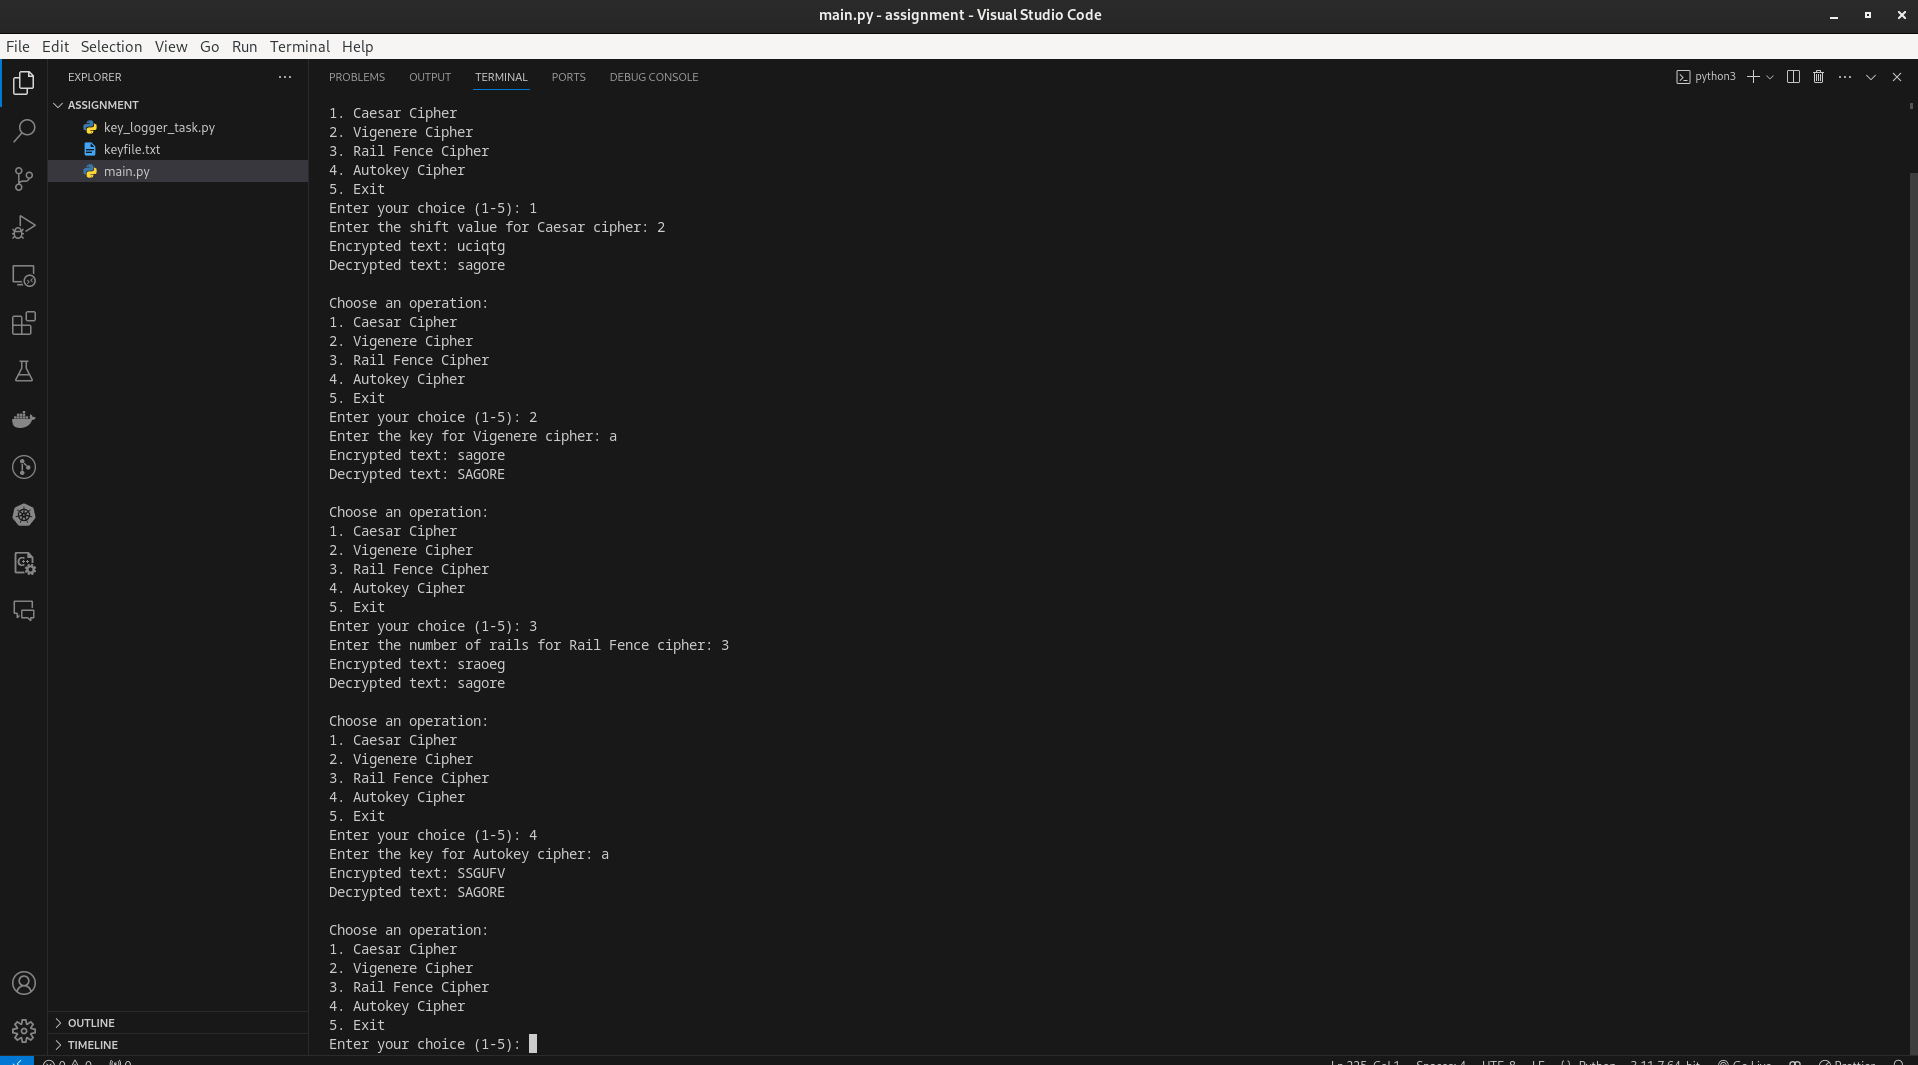 main.py - assignment - Visual Studio Code
File Edit Selection View Go Run Terminal Help
EXPLORER
ASSIGNMENT
key_logger_task.py
keyfile.txt
main.py
OUTLINE
TIMELINE
PROBLEMS OUTPUT TERMINAL PORTS DEBUG CONSOLE
python3
1. Caesar Cipher
2. Vigenere Cipher
3. Rail Fence Cipher
4. Autokey Cipher
5. Exit
Enter your choice (1-5): 1
Enter the shift value for Caesar cipher: 2
Encrypted text: uciqtg
Decrypted text: sagore
Choose an operation:
1. Caesar Cipher
2. Vigenere Cipher
3. Rail Fence Cipher
4. Autokey Cipher
5. Exit
Enter your choice (1-5): 2
Enter the key for Vigenere cipher: a
Encrypted text: sagore
Decrypted text: SAGORE
Choose an operation:
1. Caesar Cipher
2. Vigenere Cipher
3. Rail Fence Cipher
4. Autokey Cipher
5. Exit
Enter your choice (1-5): 3
Enter the number of rails for Rail Fence cipher: 3
Encrypted text: sraoeg
Decrypted text: sagore
Choose an operation:
1. Caesar Cipher
2. Vigenere Cipher
3. Rail Fence Cipher
4. Autokey Cipher
5. Exit
Enter your choice (1-5): 4
Enter the key for Autokey cipher: a
Encrypted text: SSGUFV
Decrypted text: SAGORE
Choose an operation:
1. Caesar Cipher
2. Vigenere Cipher
3. Rail Fence Cipher
4. Autokey Cipher
5. Exit
Enter your choice (1-5):